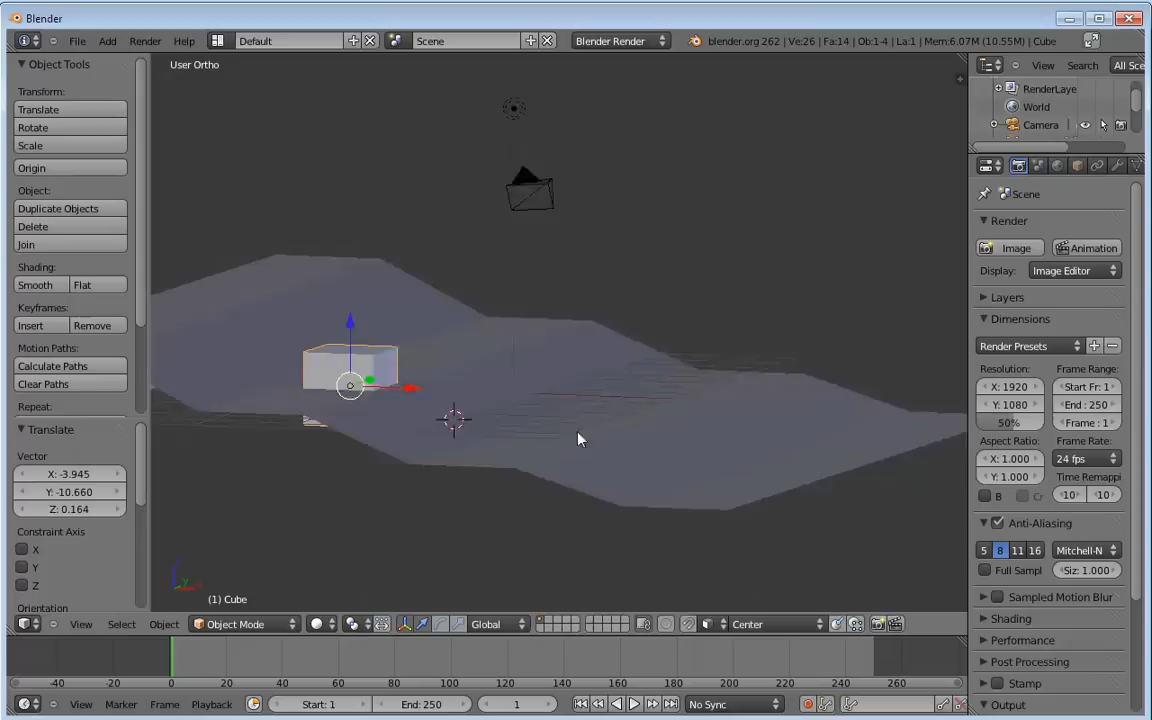 Blender
File Add Render Help Default Scene Blender Render blender.org 262 | Ve:26 | Fa:14 | Ob:1-4 | La:1 | Mem:6.07M (10.55M) | Cube
Object Tools
Transform:
Translate
Rotate
Scale
Origin
Object:
Duplicate Objects
Delete
Join
Shading:
Smooth Flat
Keyframes:
Insert Remove
Motion Paths:
Calculate Paths
Clear Paths
Repeat:
Translate
Vector
X: -3.945
Y: -10.660
Z: 0.164
Constraint Axis
X
Y
Z
Orientation
User Ortho
(1) Cube
View Select Object Object Mode Global Center
View Search All Sce
RenderLaye
World
Camera
Scene
Render
Image Animation
Display: Image Editor
Layers
Dimensions
Render Presets
Resolution: Frame Range:
X: 1920 Start Fr: 1
Y: 1080 End : 250
50% Frame : 1
Aspect Ratio: Frame Rate:
X: 1.000 24 fps
Y: 1.000 Time Remappi
B Cr 10 10
Anti-Aliasing
5 8 11 16 Mitchell-N
Full Sampl Siz: 1.000
Sampled Motion Blur
Shading
Performance
Post Processing
Stamp
Output
-40 -20 0 20 40 60 80 100 120 140 160 180 200 220 240 260
View Marker Frame Playback Start: 1 End: 250 1 No Sync